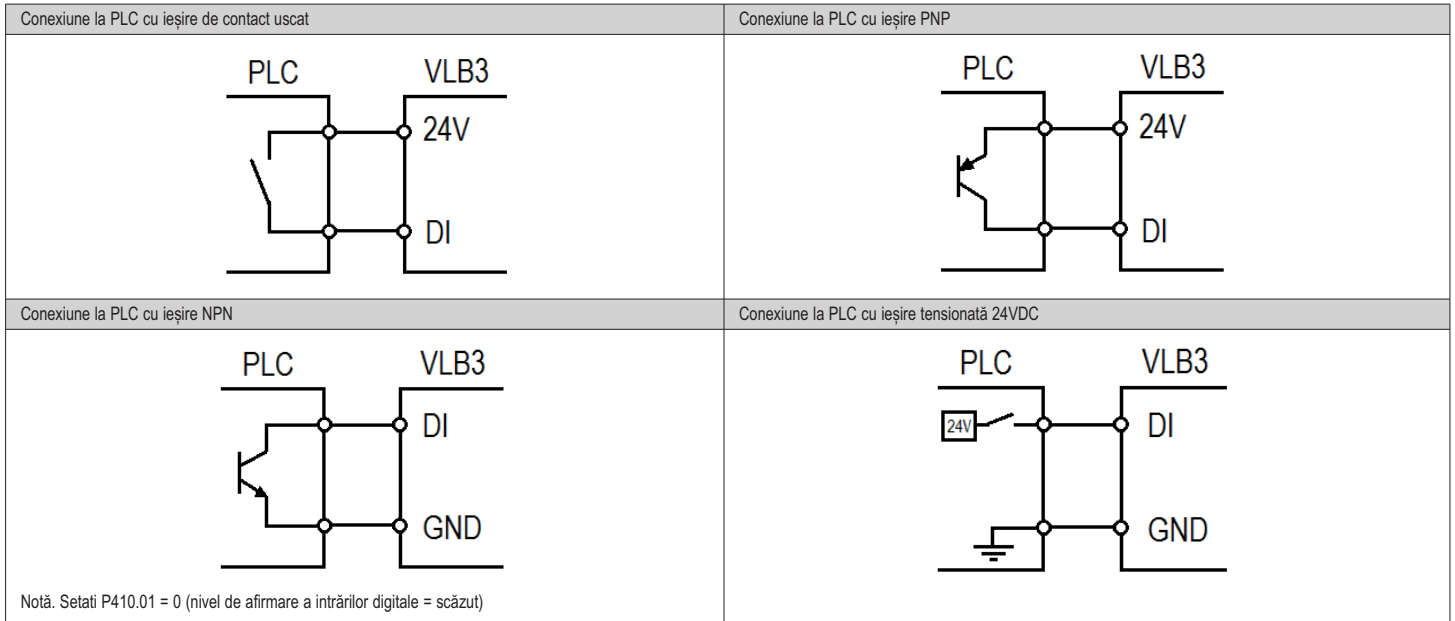 Conexiune la PLC cu ieșire de contact uscat
PLC VLB3
24V
DI
Conexiune la PLC cu ieșire PNP
PLC VLB3
24V
DI
Conexiune la PLC cu ieșire NPN
PLC VLB3
DI
GND
Notă. Setati P410.01 = 0 (nivel de afirmare a intrărilor digitale = scăzut)
Conexiune la PLC cu ieșire tensionată 24VDC
PLC VLB3
24V DI
GND